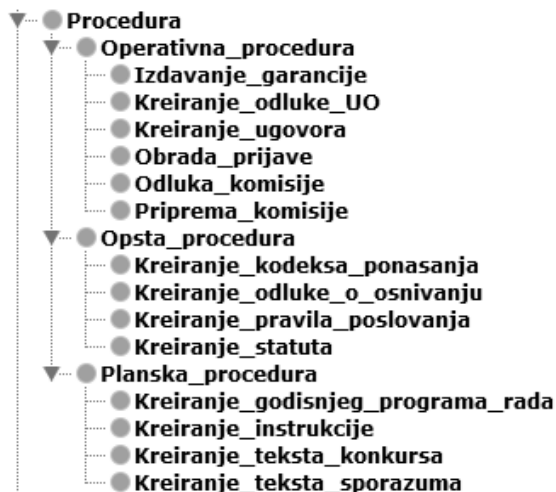 Procedura
Operativna_procedura
Izdavanje_garancije
Kreiranje_odluke_UO
Kreiranje_ugovora
Obrada_prijave
Odluka_komisije
Priprema_komisije
Opsta_procedura
Kreiranje_kodeksa_ponasanja
Kreiranje_odluke_o_osnivanju
Kreiranje_pravila_poslovanja
Kreiranje_statuta
Planska_procedura
Kreiranje_godisnjeg_programa_rada
Kreiranje_instrukcije
Kreiranje_teksta_konkursa
Kreiranje_teksta_sporazuma